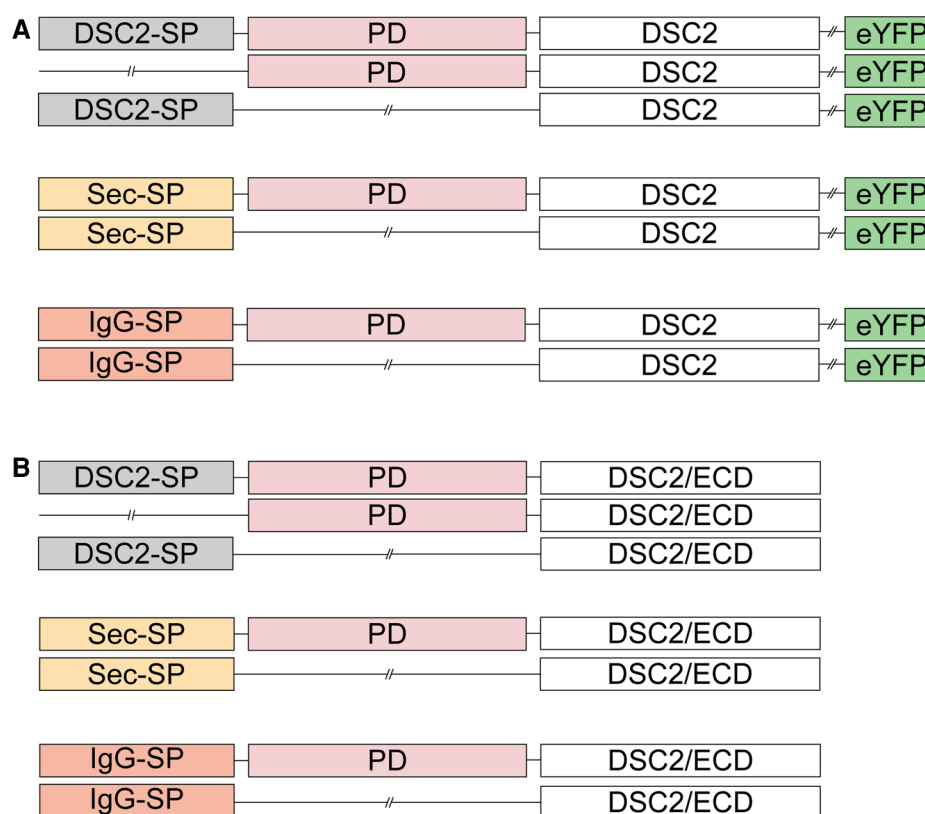 A DSC2-SP PD DSC2 eYFP
PD DSC2 eYFP
DSC2-SP DSC2 eYFP
Sec-SP PD DSC2 eYFP
Sec-SP DSC2 eYFP
IgG-SP PD DSC2 eYFP
IgG-SP DSC2 eYFP
B DSC2-SP PD DSC2/ECD
PD DSC2/ECD
DSC2-SP DSC2/ECD
Sec-SP PD DSC2/ECD
Sec-SP DSC2/ECD
IgG-SP PD DSC2/ECD
IgG-SP DSC2/ECD